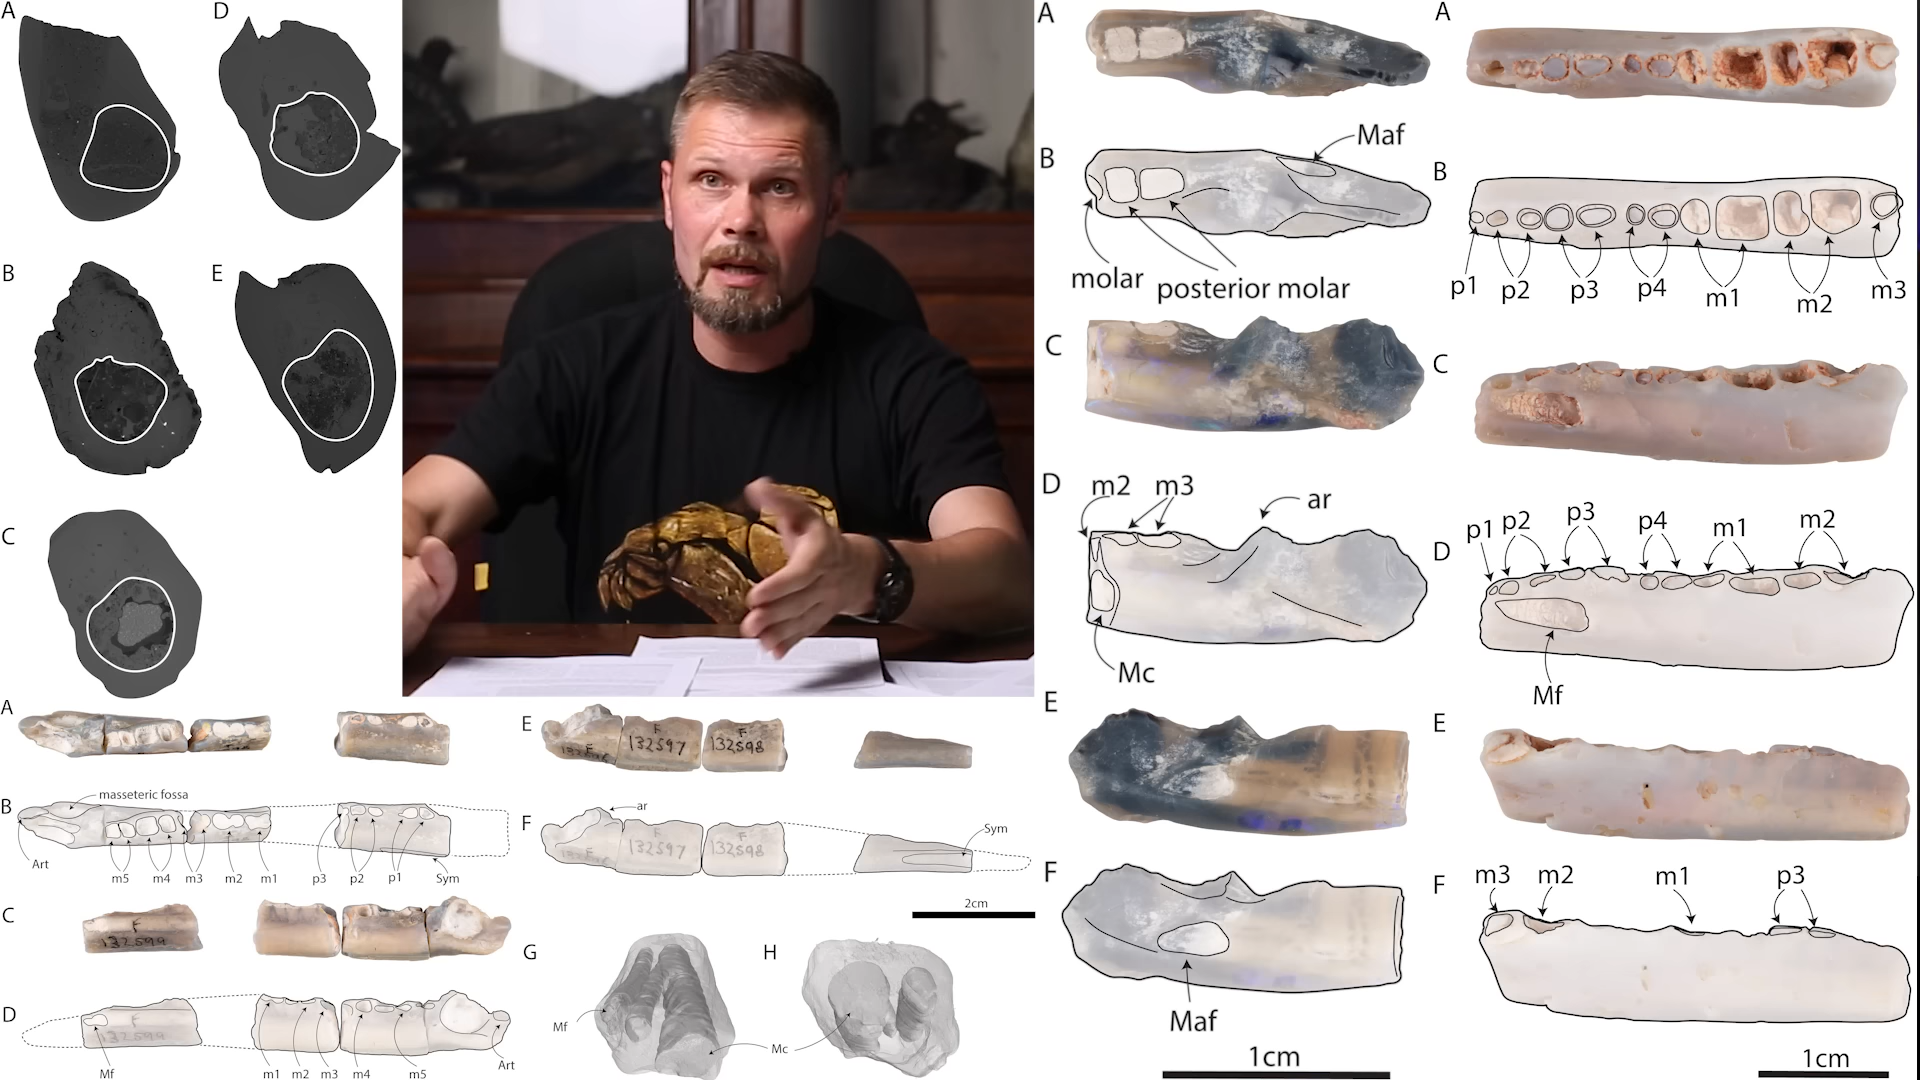 A
D
B
E
C
A
E
F
132597
F
132598
B
masseteric fossa
Art
m5
m4
m3
m2
m1
p3
p2
p1
Sym
F
ar
F
132597
F
132598
Sym
2cm
C
F
132599
D
132599
Mf
m1
m2
m3
m4
m5
Art
G
Mf
Mc
H
A
B
Maf
molar
posterior molar
C
D
m2
m3
ar
Mc
E
F
Maf
1cm
A
B
p1
p2
p3
p4
m1
m2
m3
C
D
p1
p2
p3
p4
m1
m2
Mf
E
F
m3
m2
m1
p3
1cm